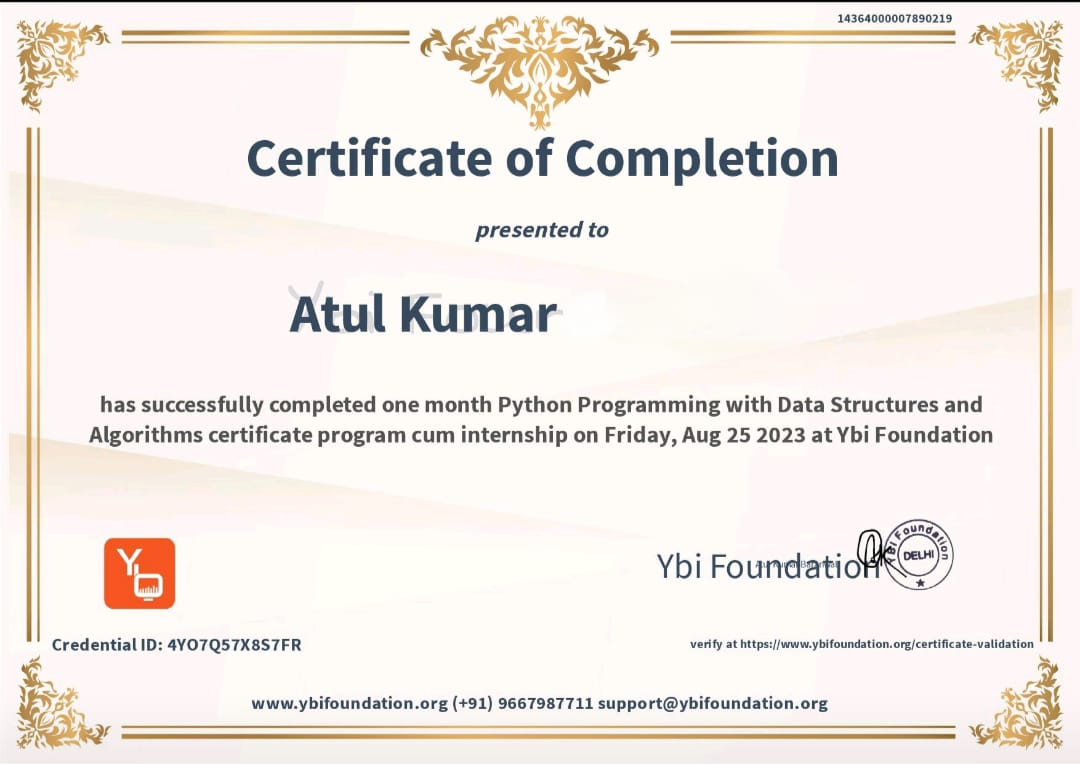 14364000007890219
Certificate of Completion
presented to
Atul Kumar
has successfully completed one month Python Programming with Data Structures and
Algorithms certificate program cum internship on Friday, Aug 25 2023 at Ybi Foundation
Ybi Foundation
Ybi Foundation
DELHI
Credential ID: 4YO7Q57X8S7FR
verify at https://www.ybifoundation.org/certificate-validation
www.ybifoundation.org (+91) 9667987711 support@ybifoundation.org